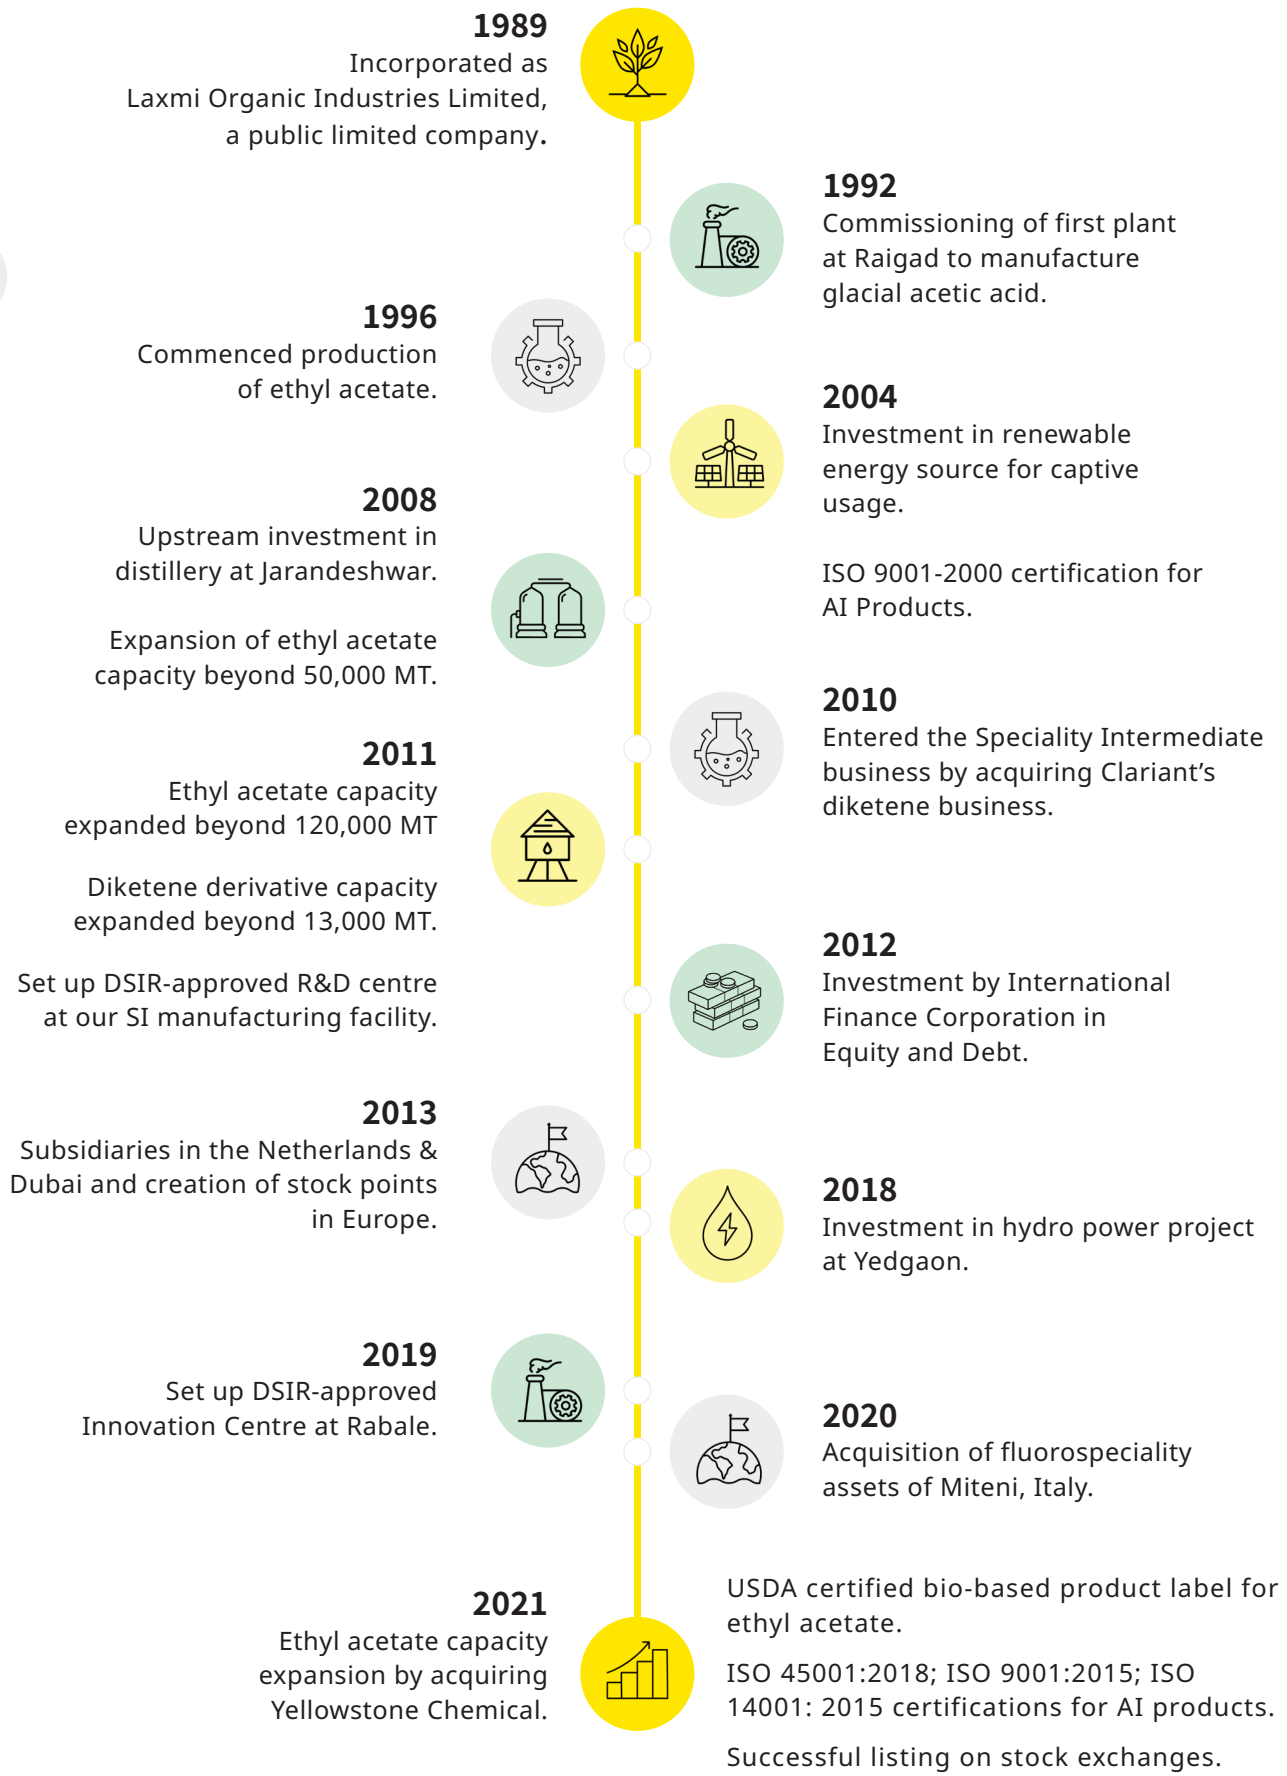 1989
Incorporated as
Laxmi Organic Industries Limited,
a public limited company.
1992
Commissioning of first plant
at Raigad to manufacture
glacial acetic acid.
1996
Commenced production
of ethyl acetate.
2004
Investment in renewable
energy source for captive
usage.
ISO 9001-2000 certification for
AI Products.
2008
Upstream investment in
distillery at Jarandeshwar.
Expansion of ethyl acetate
capacity beyond 50,000 MT.
2010
Entered the Speciality Intermediate
business by acquiring Clariant’s
diketene business.
2011
Ethyl acetate capacity
expanded beyond 120,000 MT
Diketene derivative capacity
expanded beyond 13,000 MT.
Set up DSIR-approved R&D centre
at our SI manufacturing facility.
2012
Investment by International
Finance Corporation in
Equity and Debt.
2013
Subsidiaries in the Netherlands &
Dubai and creation of stock points
in Europe.
2018
Investment in hydro power project
at Yedgaon.
2019
Set up DSIR-approved
Innovation Centre at Rabale.
2020
Acquisition of fluorospeciality
assets of Miteni, Italy.
2021
Ethyl acetate capacity
expansion by acquiring
Yellowstone Chemical.
USDA certified bio-based product label for
ethyl acetate.
ISO 45001:2018; ISO 9001:2015; ISO
14001: 2015 certifications for AI products.
Successful listing on stock exchanges.